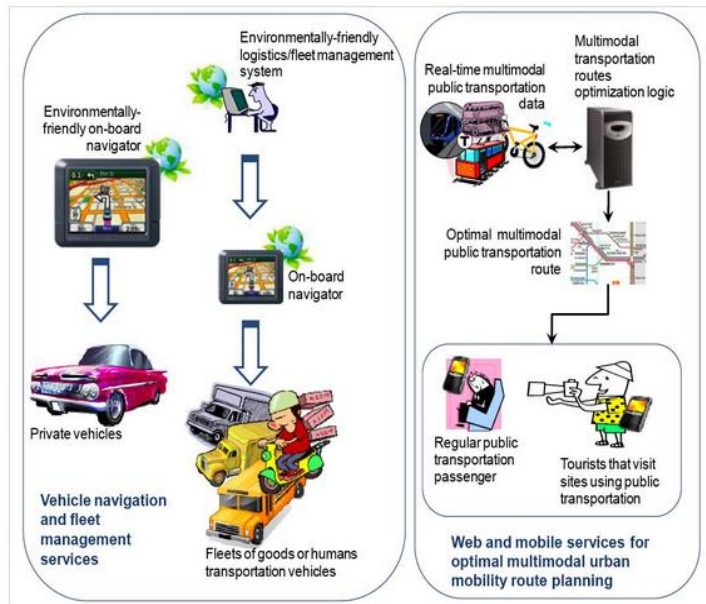 Environmentally-friendly
logistics/fleet management
system
Environmentally-
friendly on-board
navigator
On-board
navigator
Private vehicles
Vehicle navigation
and fleet
management
services
Fleets of goods or humans
transportation vehicles
Real-time multimodal
public transportation
data
Multimodal
transportation
routes
optimization logic
T
Optimal multimodal
public transportation
route
Regular public
transportation
passenger
Tourists that visit
sites using public
transportation
Web and mobile services for
optimal multimodal urban
mobility route planning